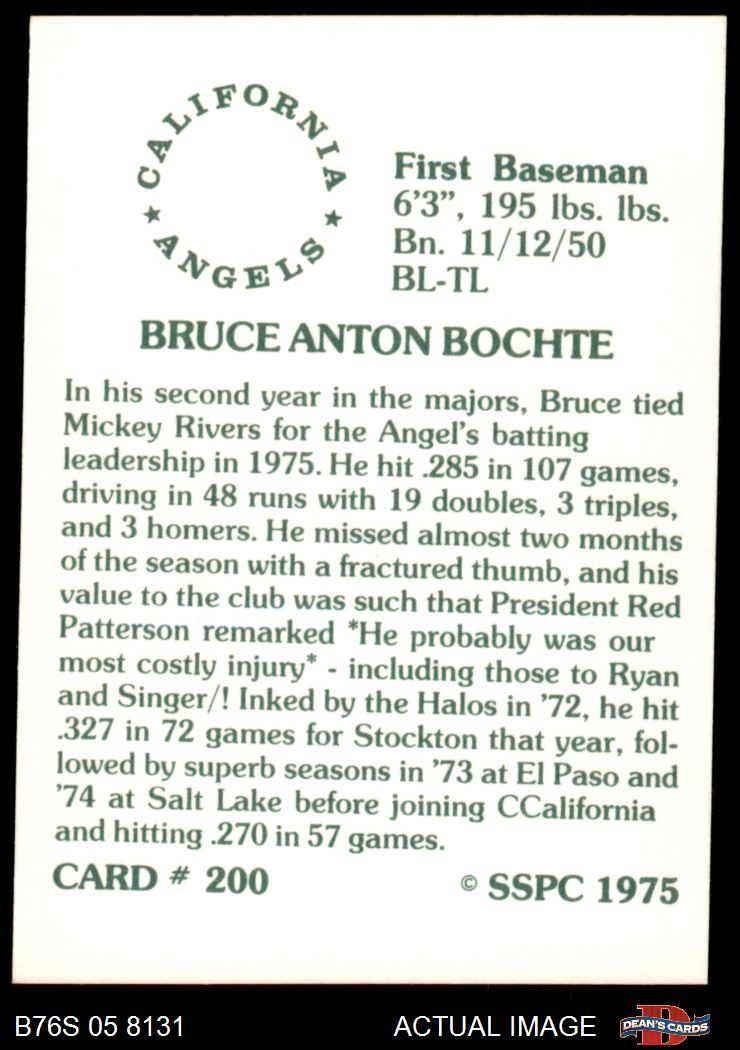 CALIFORNIA
★ ANGELS ★
First Baseman
6'3", 195 lbs. lbs.
Bn. 11/12/50
BL-TL
BRUCE ANTON BOCHTE
In his second year in the majors, Bruce tied
Mickey Rivers for the Angel's batting
leadership in 1975. He hit .285 in 107 games,
driving in 48 runs with 19 doubles, 3 triples,
and 3 homers. He missed almost two months
of the season with a fractured thumb, and his
value to the club was such that President Red
Patterson remarked *He probably was our
most costly injury* - including those to Ryan
and Singer/! Inked by the Halos in '72, he hit
.327 in 72 games for Stockton that year, fol-
lowed by superb seasons in '73 at El Paso and
'74 at Salt Lake before joining CCalifornia
and hitting .270 in 57 games.
CARD # 200
© SSPC 1975
B76S 05 8131
ACTUAL IMAGE
D
DEAN'S CARDS